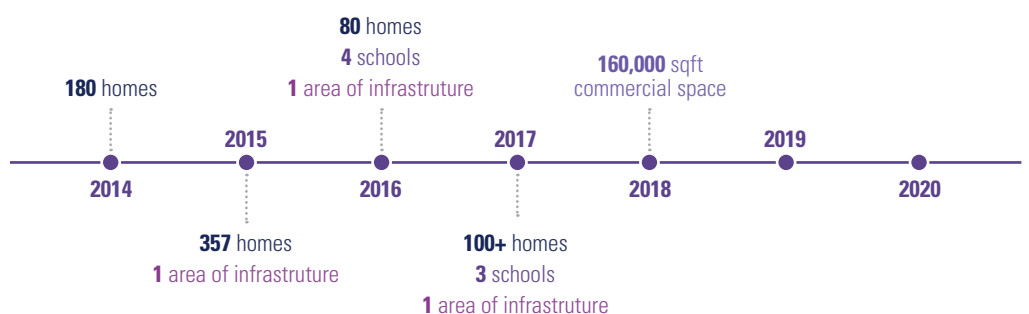 80 homes
4 schools
1 area of infrastruture
160,000 sqft
commercial space
180 homes
2015
2017
2019
2014
2016
2018
2020
357 homes
1 area of infrastruture
100+ homes
3 schools
1 area of infrastruture